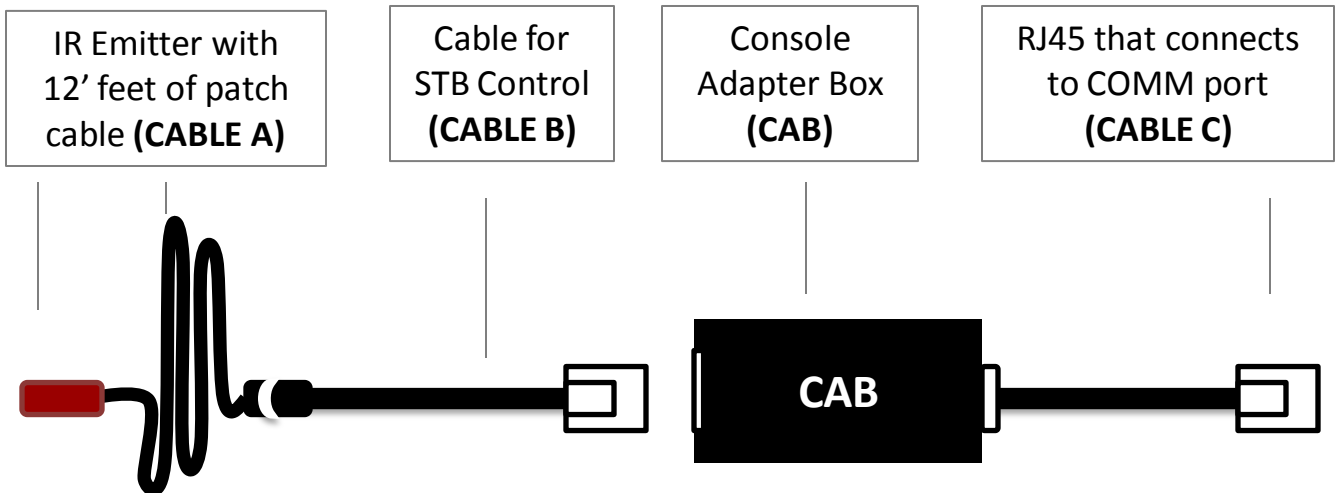 IR Emitter with
12’ feet of patch
cable (CABLE A)
Cable for
STB Control
(CABLE B)
Console
Adapter Box
(CAB)
RJ45 that connects
to COMM port
(CABLE C)
CAB